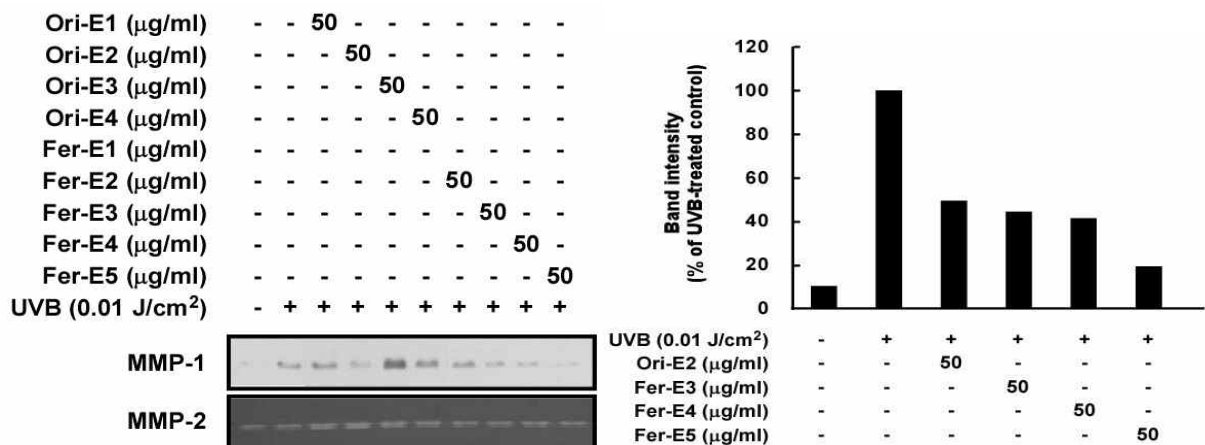 Ori-E1 (μg/ml) - - 50 - - - - - - -
Ori-E2 (μg/ml) - - - 50 - - - - - -
Ori-E3 (μg/ml) - - - - 50 - - - - -
Ori-E4 (μg/ml) - - - - - 50 - - - -
Fer-E1 (μg/ml) - - - - - - - - - -
Fer-E2 (μg/ml) - - - - - - 50 - - -
Fer-E3 (μg/ml) - - - - - - - 50 - -
Fer-E4 (μg/ml) - - - - - - - - 50 -
Fer-E5 (μg/ml) - - - - - - - - - 50
UVB (0.01 J/cm²) - + + + + + + + + +
MMP-1
MMP-2
Band intensity
(% of UVB-treated control)
120
100
80
60
40
20
0
UVB (0.01 J/cm²) - + + + + +
Ori-E2 (μg/ml) - - 50 - - -
Fer-E3 (μg/ml) - - - 50 - -
Fer-E4 (μg/ml) - - - - 50 -
Fer-E5 (μg/ml) - - - - - 50